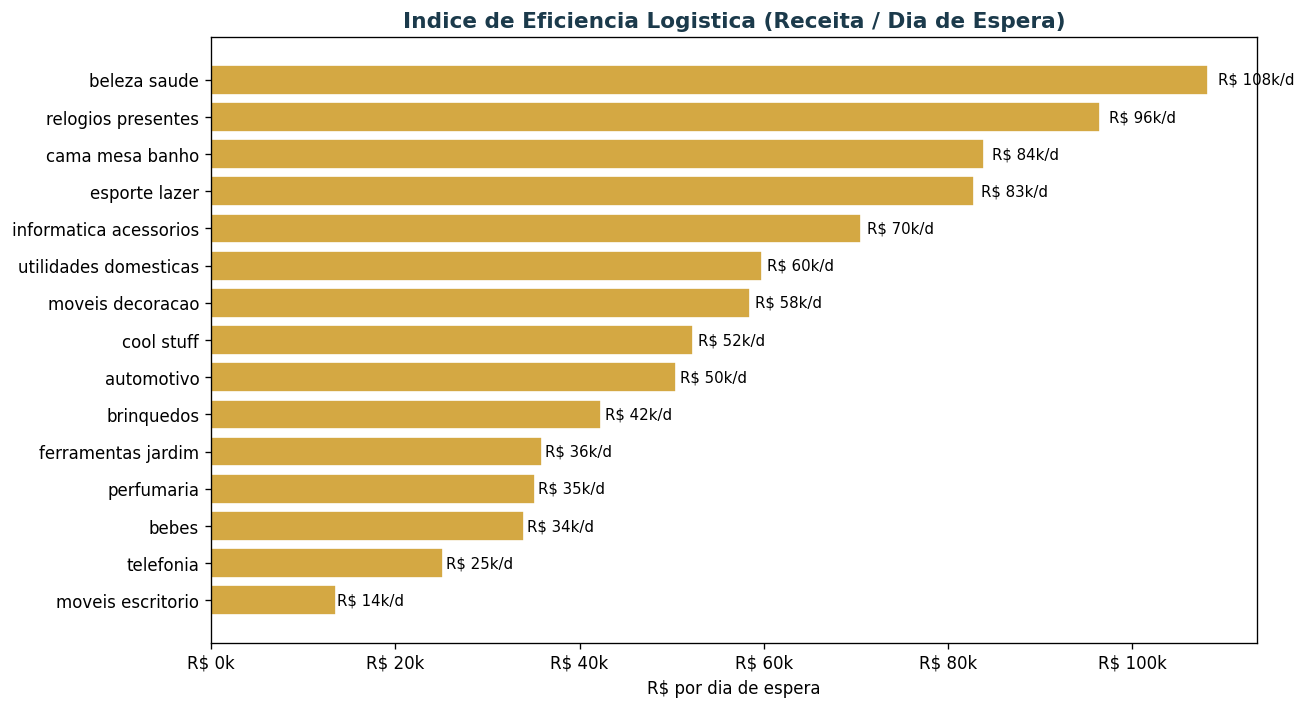 Indice de Eficiencia Logistica (Receita / Dia de Espera)
beleza saude R$ 108k/d
relogios presentes R$ 96k/d
cama mesa banho R$ 84k/d
esporte lazer R$ 83k/d
informatica acessorios R$ 70k/d
utilidades domesticas R$ 60k/d
moveis decoracao R$ 58k/d
cool stuff R$ 52k/d
automotivo R$ 50k/d
brinquedos R$ 42k/d
ferramentas jardim R$ 36k/d
perfumaria R$ 35k/d
bebes R$ 34k/d
telefonia R$ 25k/d
moveis escritorio R$ 14k/d
R$ 0k R$ 20k R$ 40k R$ 60k R$ 80k R$ 100k
R$ por dia de espera